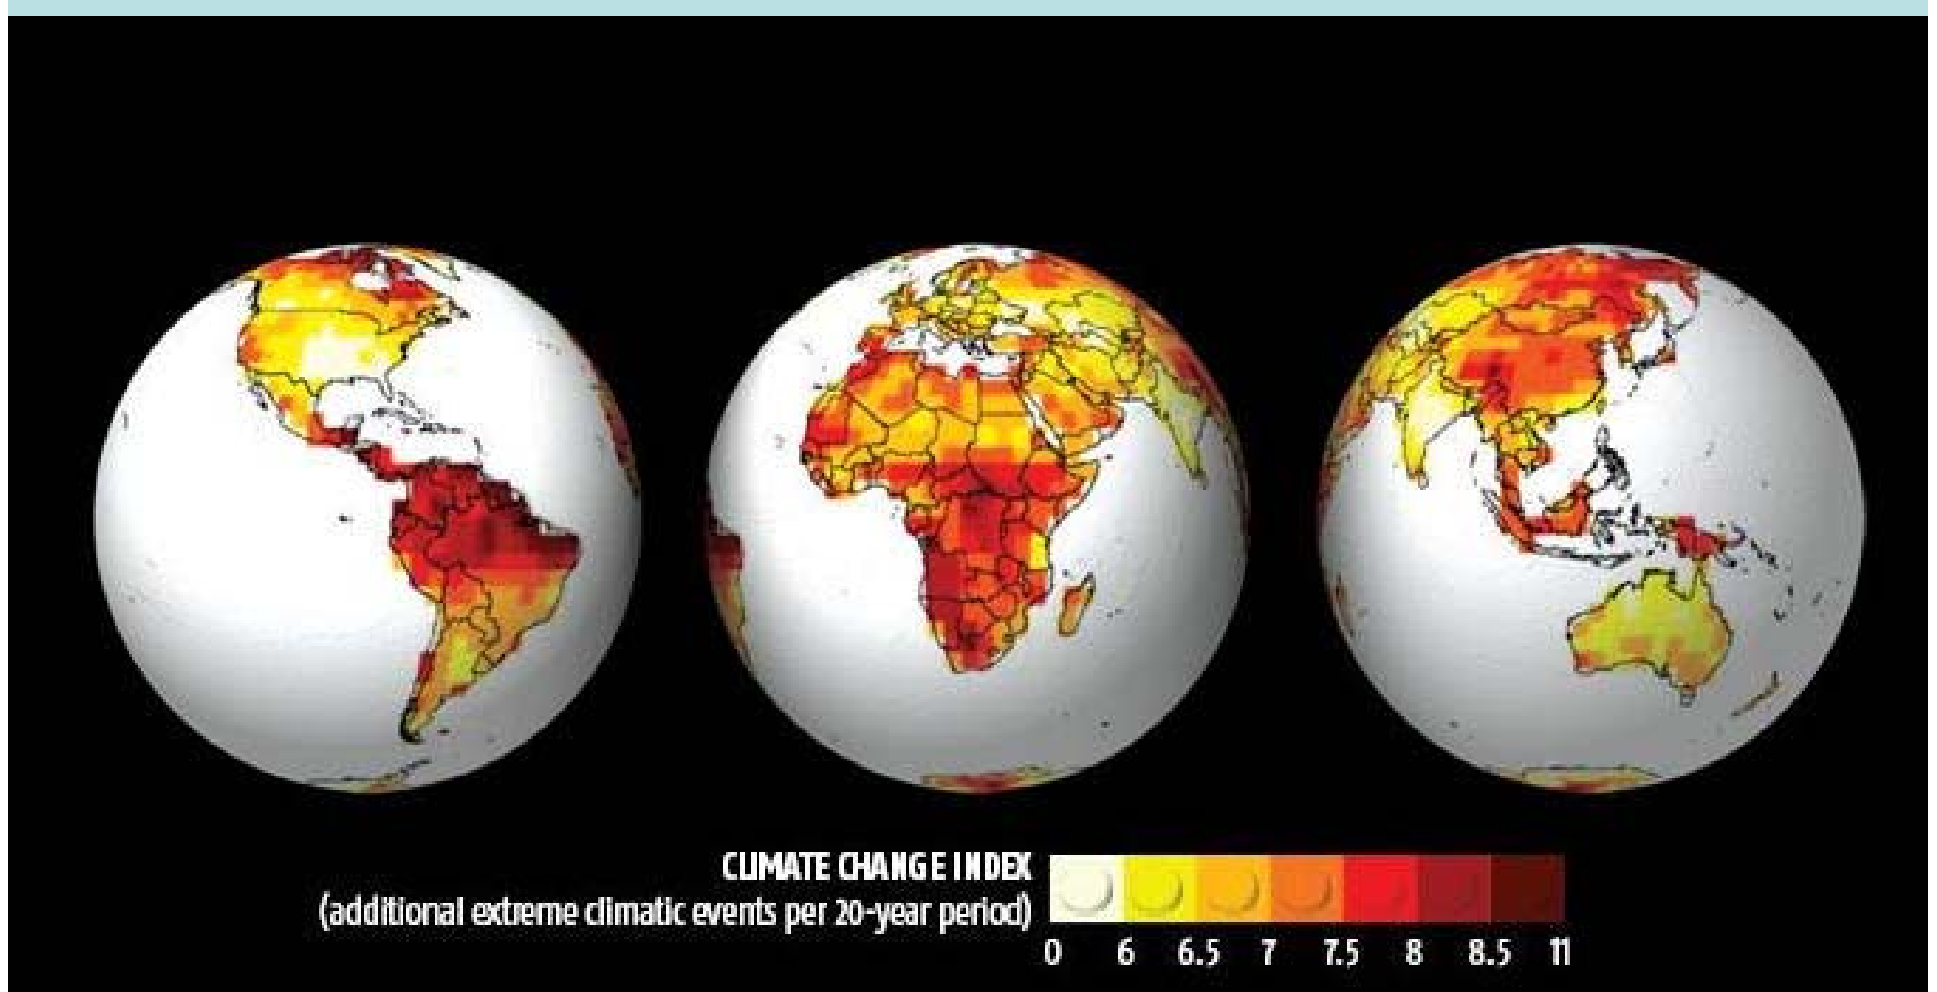 CLIMATE CHANGE INDEX
(additional extreme climatic events per 20-year period)
0 6 6.5 7 7.5 8 8.5 11